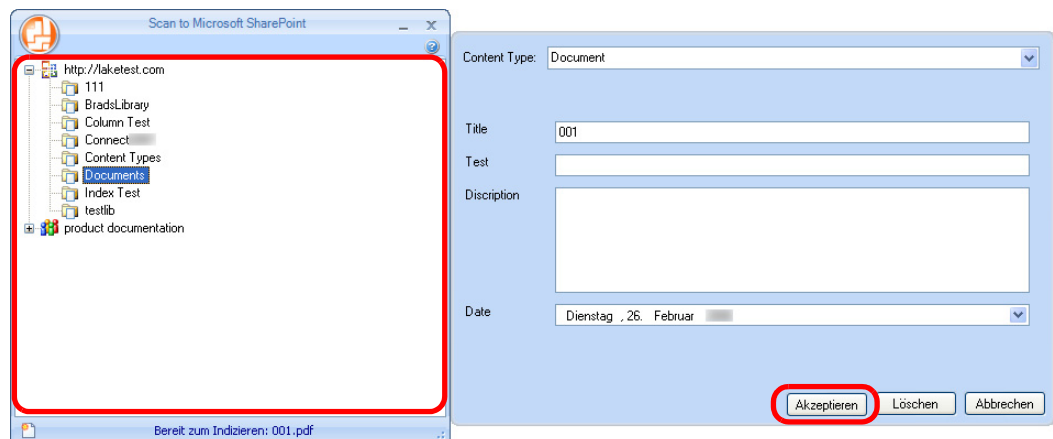 Scan to Microsoft SharePoint
http://laketest.com
111
BradsLibrary
Column Test
Connect
Content Types
Documents
Index Test
testlib
product documentation
Bereit zum Indizieren: 001.pdf
Content Type: Document
Title 001
Test
Discription
Date Dienstag , 26. Februar
Akzeptieren Löschen Abbrechen